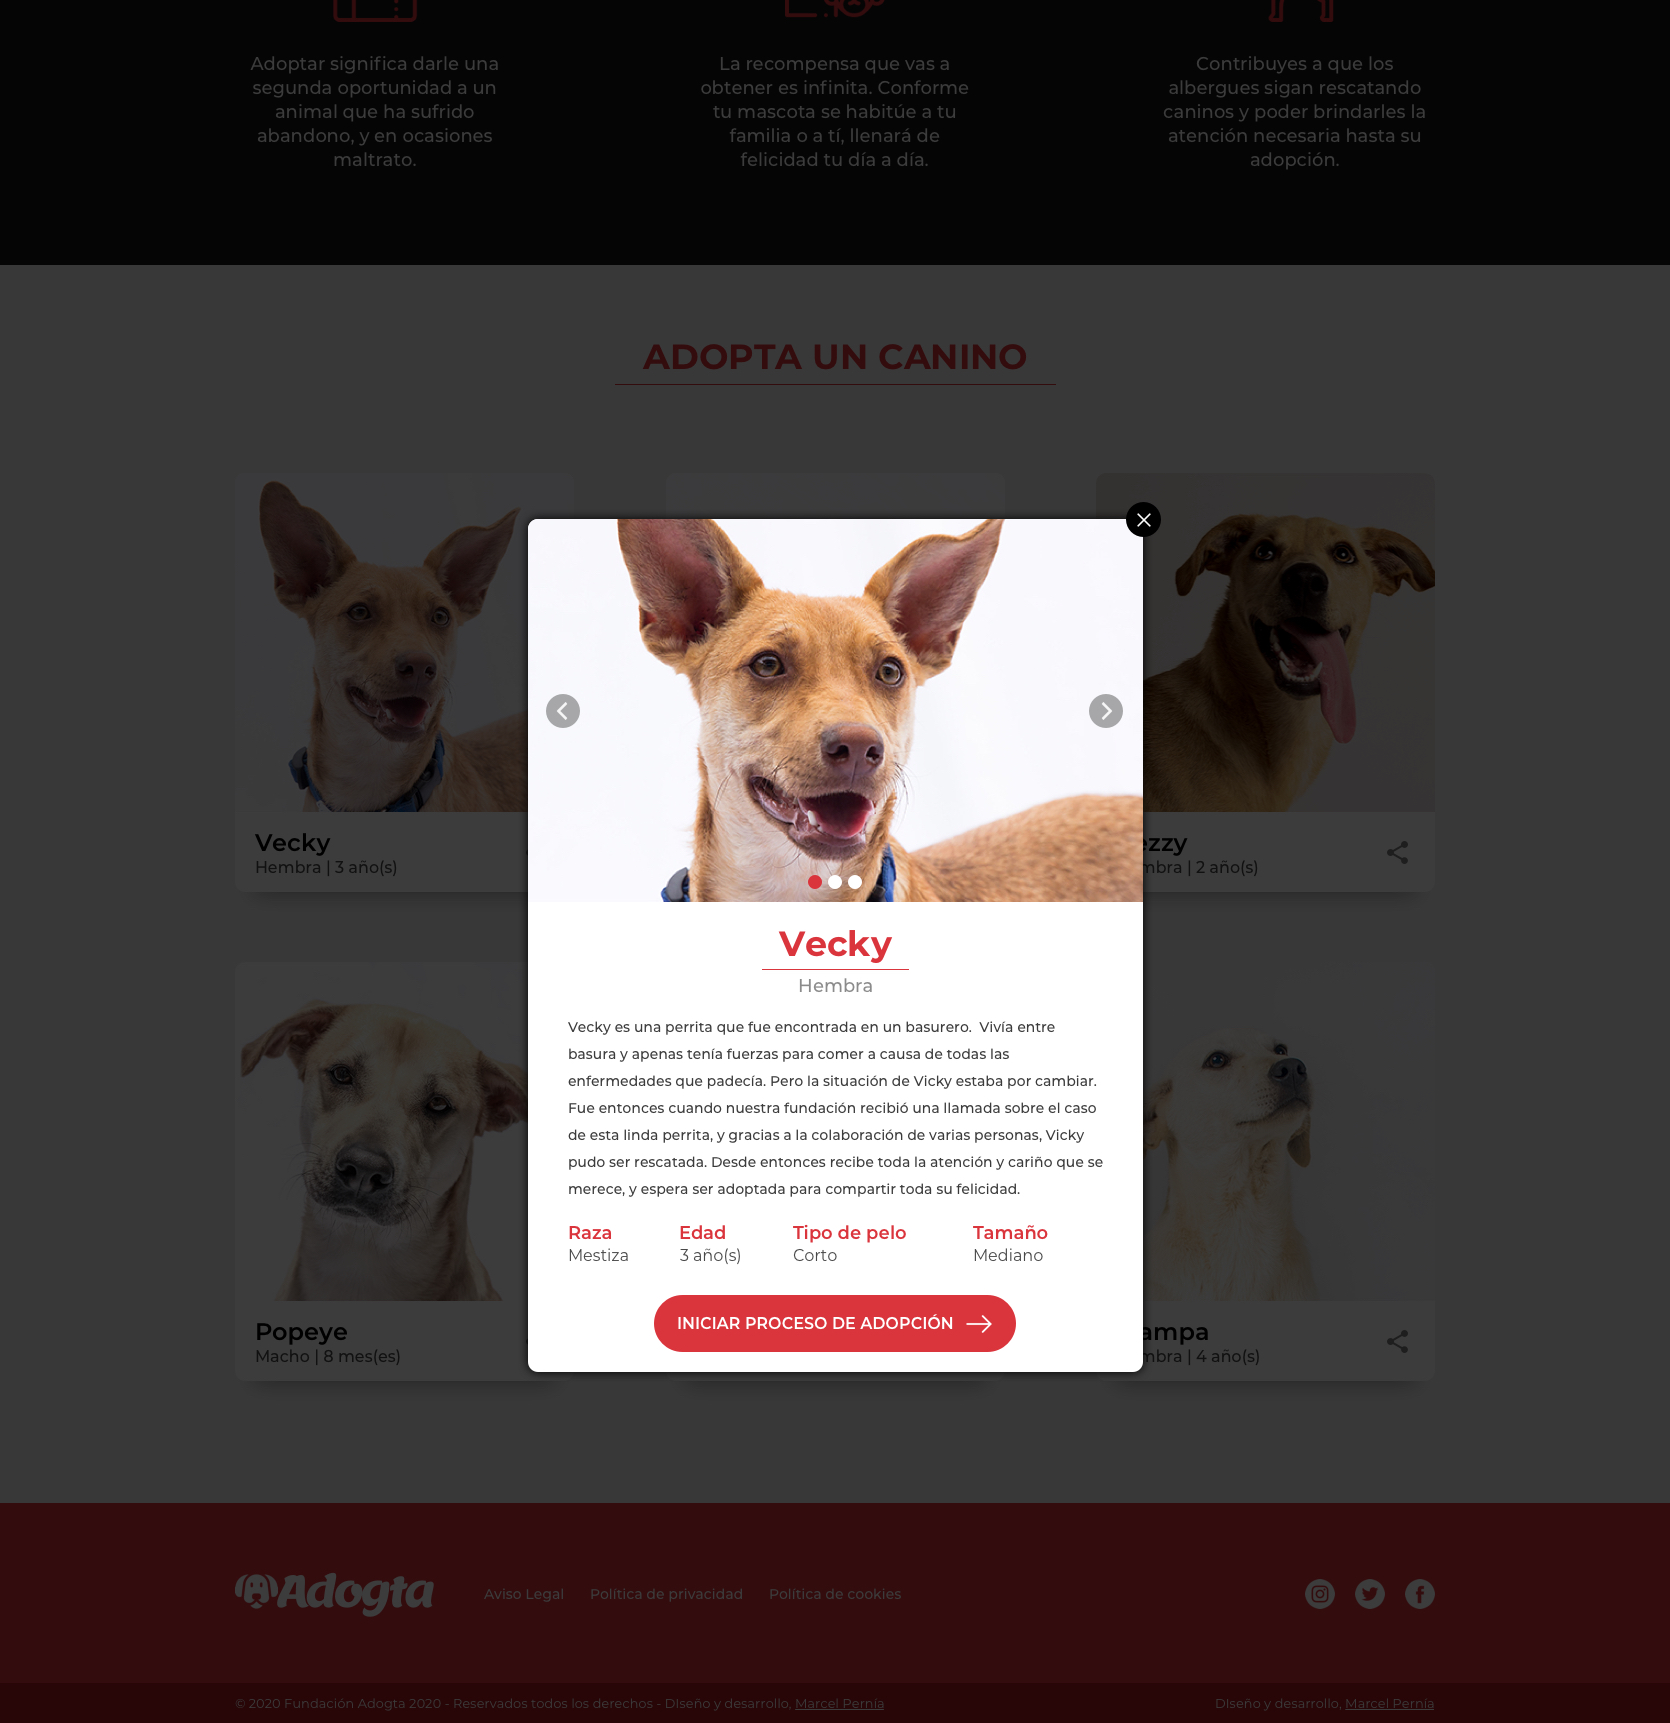 Adoptar significa darle una
segunda oportunidad a un
animal que ha sufrido
abandono, y en ocasiones
maltrato.
La recompensa que vas a
obtener es infinita. Conforme
tu mascota se habitúe a tu
familia o a tí, llenará de
felicidad tu día a día.
Contribuyes a que los
albergues sigan rescatando
caninos y poder brindarles la
atención necesaria hasta su
adopción.
ADOPTA UN CANINO
Vecky
Hembra | 3 año(s)
ezzy
mbra | 2 año(s)
Vecky
Hembra
Vecky es una perrita que fue encontrada en un basurero. Vivía entre
basura y apenas tenía fuerzas para comer a causa de todas las
enfermedades que padecía. Pero la situación de Vicky estaba por cambiar.
Fue entonces cuando nuestra fundación recibió una llamada sobre el caso
de esta linda perrita, y gracias a la colaboración de varias personas, Vicky
pudo ser rescatada. Desde entonces recibe toda la atención y cariño que se
merece, y espera ser adoptada para compartir toda su felicidad.
Raza Edad Tipo de pelo Tamaño
Mestiza 3 año(s) Corto Mediano
INICIAR PROCESO DE ADOPCIÓN
Popeye
Macho | 8 mes(es)
ampa
mbra | 4 año(s)
Adogta
Aviso Legal Política de privacidad Política de cookies
© 2020 Fundación Adogta 2020 - Reservados todos los derechos - DIseño y desarrollo, Marcel Pernía
DIseño y desarrollo, Marcel Pernía